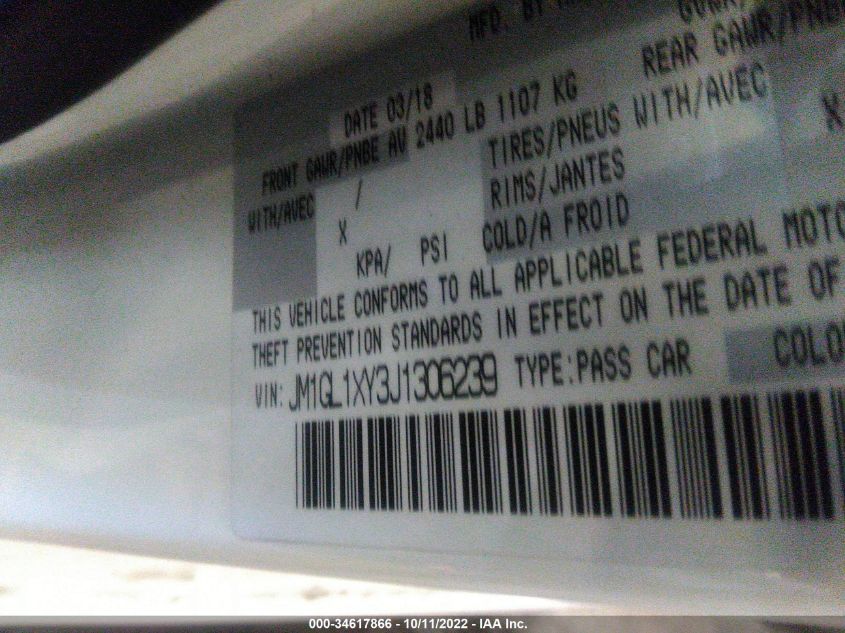 MFD. BY
DATE 03/18
FRONT GAWR/PNBE AV 2440 LB 1107 KG
REAR GAWR/PNB
WITH/AVEC
TIRES/PNEUS WITH/AVEC
/
RIMS/JANTES
X
X
COLD/A FROID
KPA/ PSI
THIS VEHICLE CONFORMS TO ALL APPLICABLE FEDERAL MOTO
THEFT PREVENTION STANDARDS IN EFFECT ON THE DATE OF
VIN: JM1GL1XY3J1306239 TYPE:PASS CAR
COLO
000-34617866 - 10/11/2022 - IAA Inc.